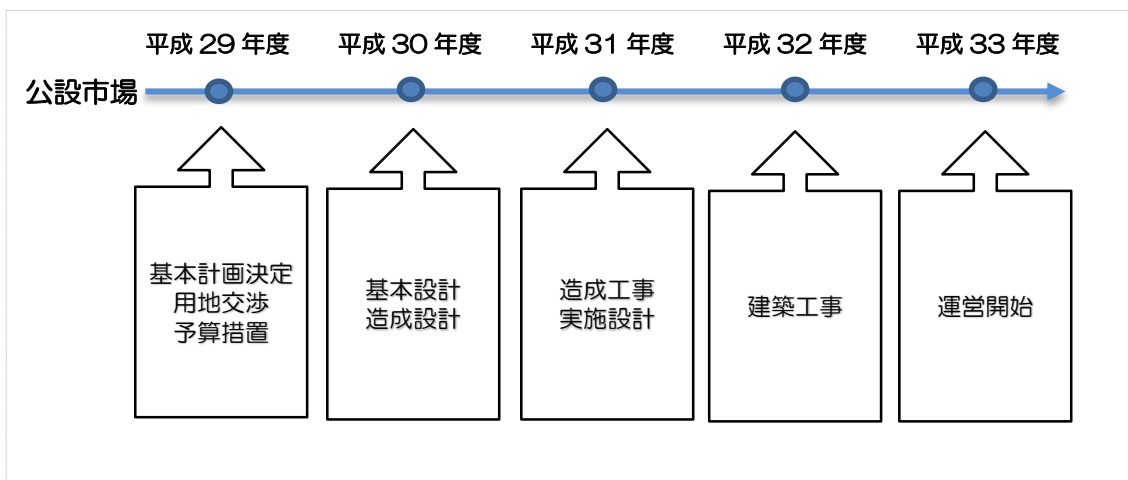 平成 29 年度
平成 30 年度
平成 31 年度
平成 32 年度
平成 33 年度
公設市場
基本計画決定
用地交渉
予算措置
基本設計
造成設計
造成工事
実施設計
建築工事
運営開始